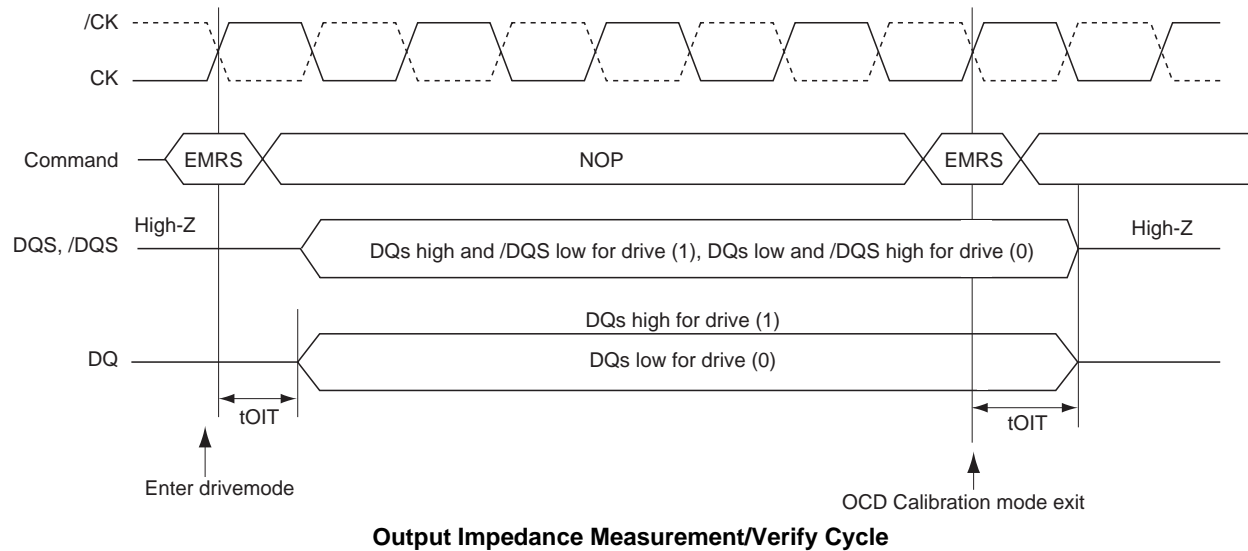 /CK
CK
Command
EMRS
NOP
EMRS
High-Z
High-Z
DQS, /DQS
DQs high and /DQS low for drive (1), DQs low and /DQS high for drive (0)
DQs high for drive (1)
DQ
DQs low for drive (0)
tOIT
tOIT
Enter drivemode
OCD Calibration mode exit
Output Impedance Measurement/Verify Cycle